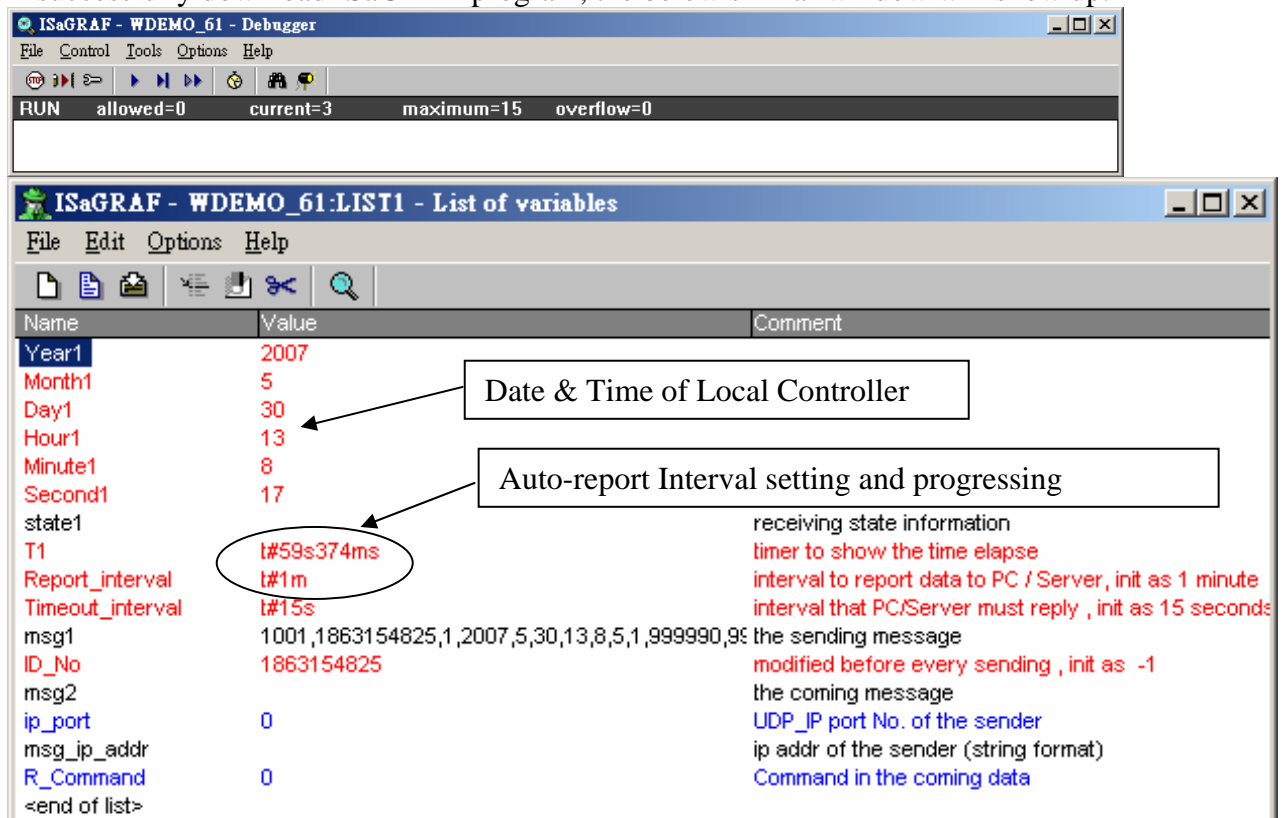 ISaGRAF - WDEMO_61 - Debugger
File Control Tools Options Help
STOP
RUN allowed=0 current=3 maximum=15 overflow=0
ISaGRAF - WDEMO_61:LIST1 - List of variables
File Edit Options Help
Name Value Comment
Year1 2007
Month1 5
Date & Time of Local Controller
Day1 30
Hour1 13
Minute1 8
Auto-report Interval setting and progressing
Second1 17
state1 receiving state information
T1 t#59s374ms timer to show the time elapse
Report_interval t#1m interval to report data to PC / Server, init as 1 minute
Timeout_interval t#15s interval that PC/Server must reply , init as 15 seconds
msg1 1001,1863154825,1,2007,5,30,13,8,5,1,999990,99 the sending message
ID_No 1863154825 modified before every sending , init as -1
msg2 the coming message
ip_port 0 UDP_IP port No. of the sender
msg_ip_addr ip addr of the sender (string format)
R_Command 0 Command in the coming data
<end of list>